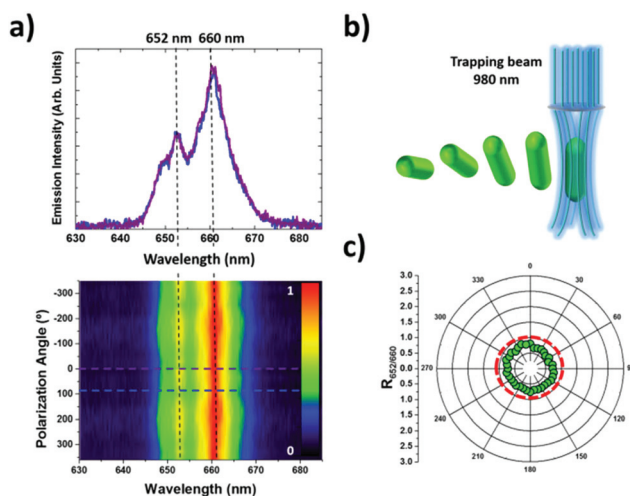 a)
652 nm 660 nm
Emission Intensity (Arb. Units)
630 640 650 660 670 680
Wavelength (nm)
Polarization Angle (°)
-300
-200
-100
0
100
200
300
1
0
630 640 650 660 670 680
Wavelength (nm)
b)
Trapping beam
980 nm
c)
R652/660
3.0
2.5
2.0
1.5
1.0
0.5
0.0
0.5
1.0
1.5
2.0
2.5
3.0
0
30
60
120
150
180
210
240
270
300
330